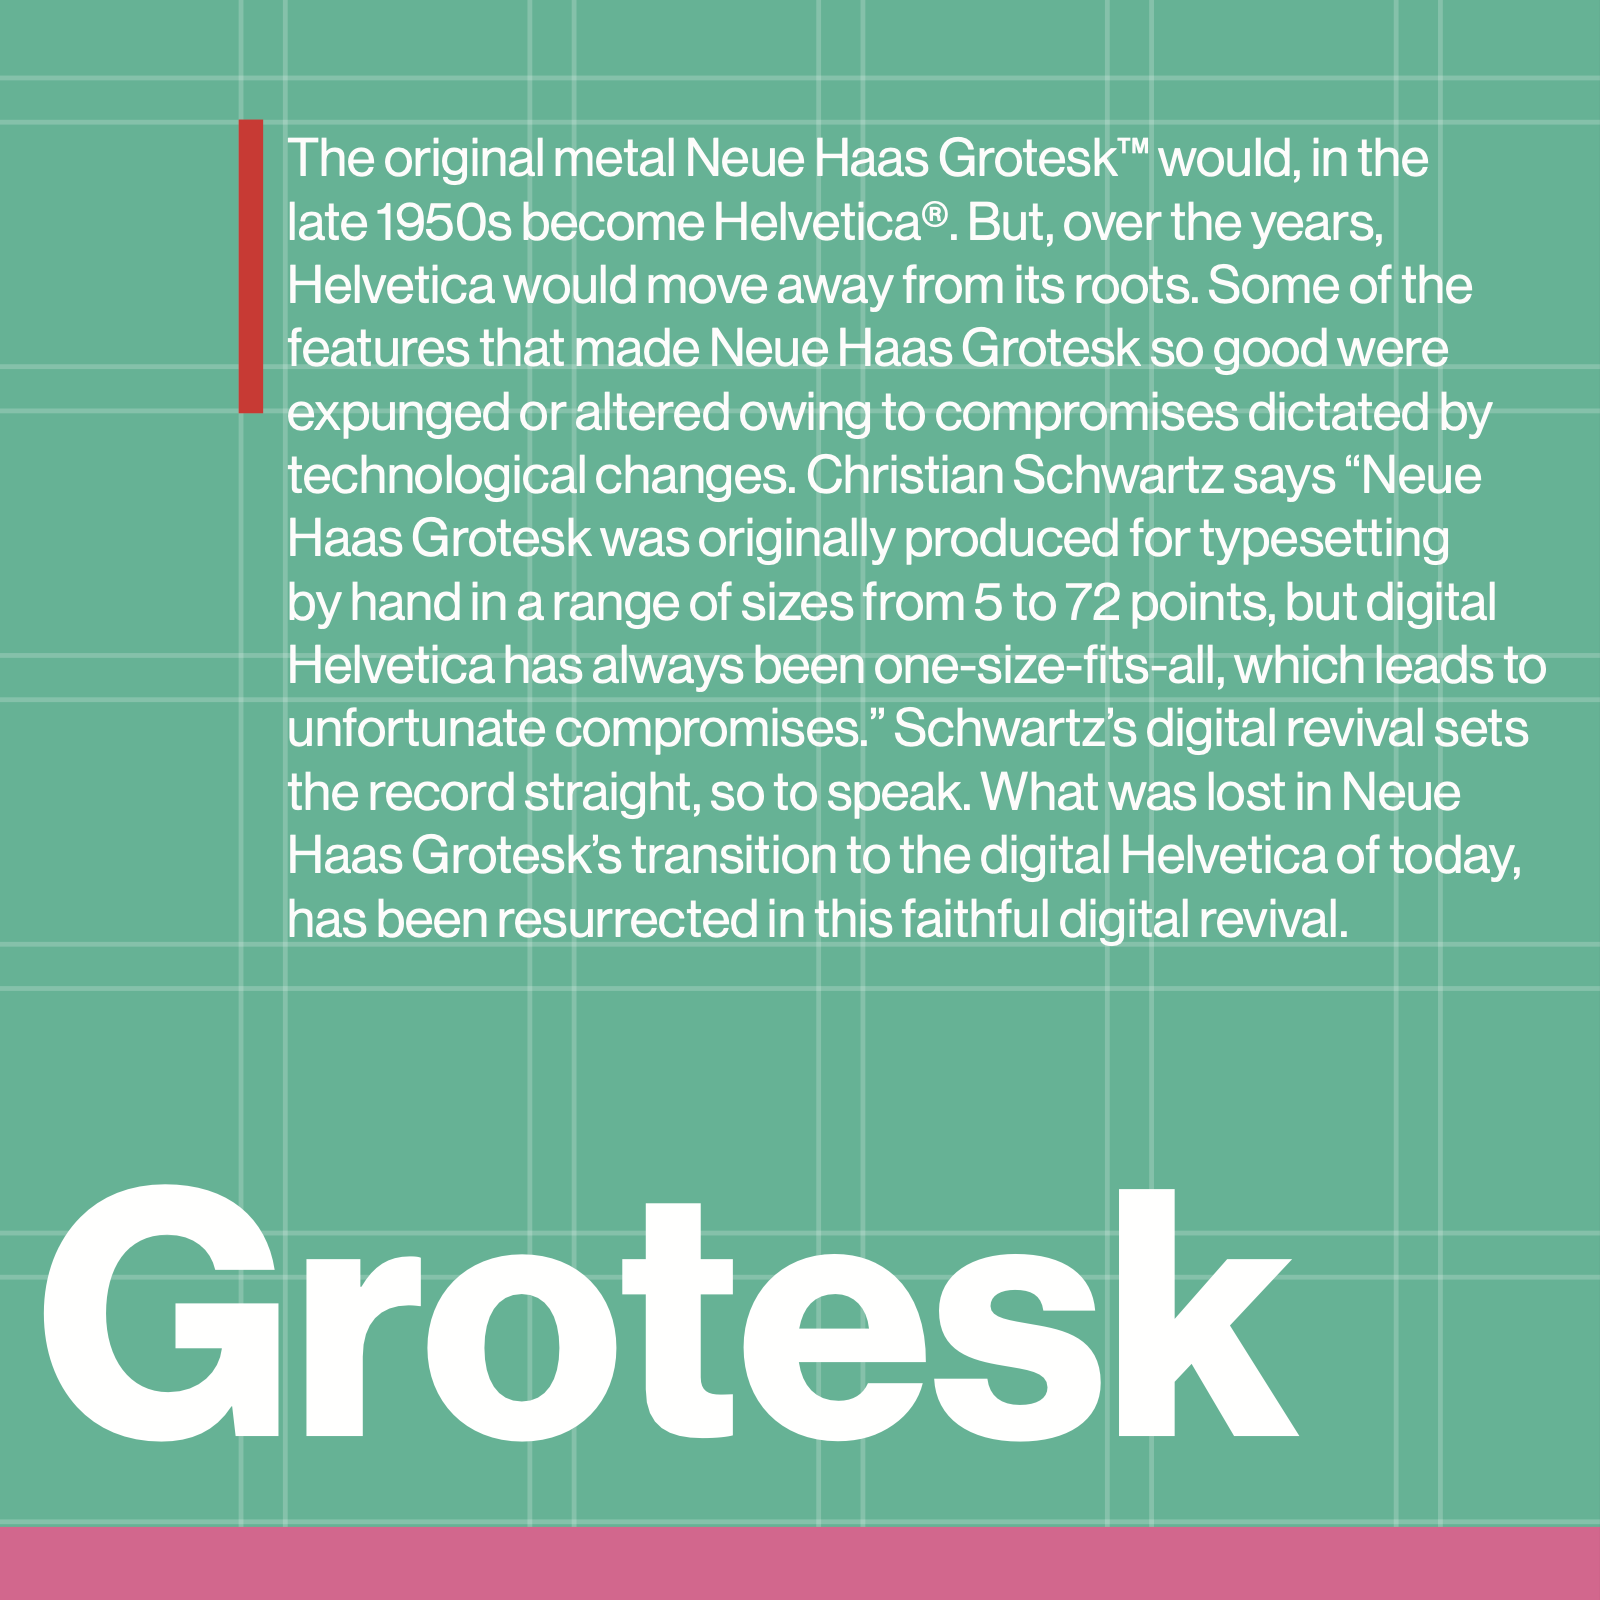 The original metal Neue Haas Grotesk™ would, in the
late 1950s become Helvetica®. But, over the years,
Helvetica would move away from its roots. Some of the
features that made Neue Haas Grotesk so good were
expunged or altered owing to compromises dictated by
technological changes. Christian Schwartz says “Neue
Haas Grotesk was originally produced for typesetting
by hand in a range of sizes from 5 to 72 points, but digital
Helvetica has always been one-size-fits-all, which leads to
unfortunate compromises.” Schwartz’s digital revival sets
the record straight, so to speak. What was lost in Neue
Haas Grotesk’s transition to the digital Helvetica of today,
has been resurrected in this faithful digital revival.
Grotesk